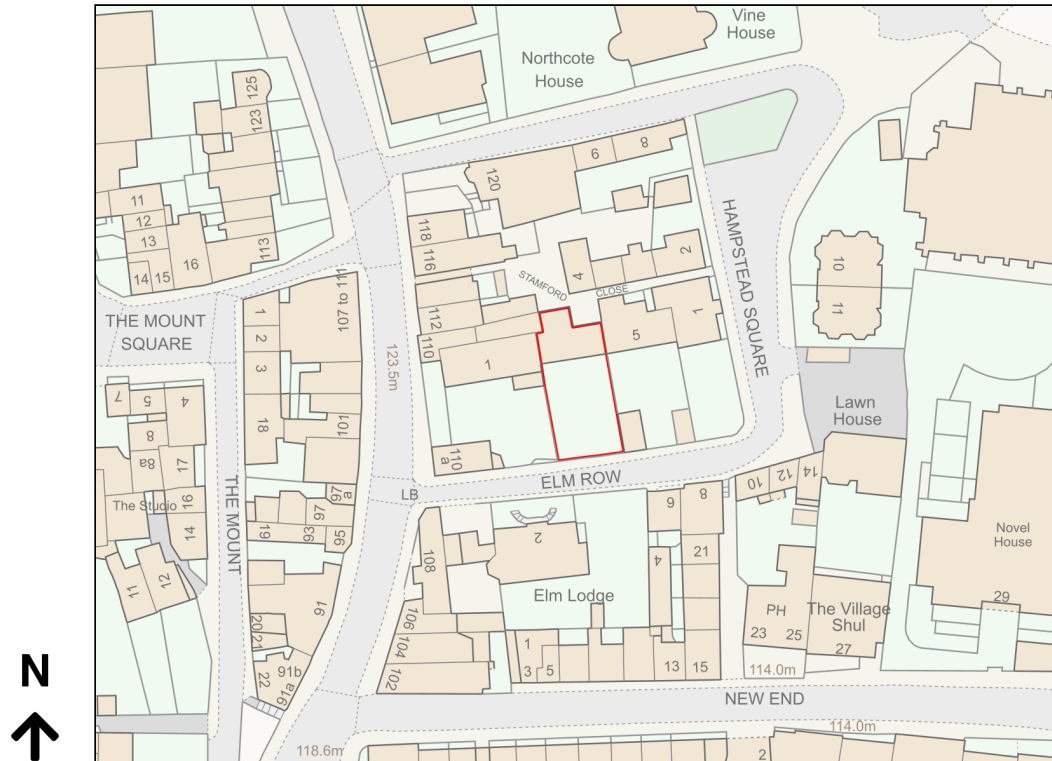 Vine
House
Northcote
House
125
123
120
6
8
11
12
13
14
15
16
113
118
116
4
2
HAMPSTEAD SQUARE
10
11
STAMFORD
CLOSE
THE MOUNT
SQUARE
1
2
3
107 to 111
112
110
1
5
1
123.5m
7
5
4
8
8a
17
18
101
Lawn
House
110
a
ELM ROW
10
12
14
N
The Studio
16
14
THE MOUNT
97
a
97
19
93
95
LB
108
2
6
8
21
4
Novel
House
11
12
91
Elm Lodge
PH
23
25
The Village
Shul
27
29
20
21
22
91b
91a
106
104
102
1
3
5
13
15
114.0m
NEW END
114.0m
118.6m
2